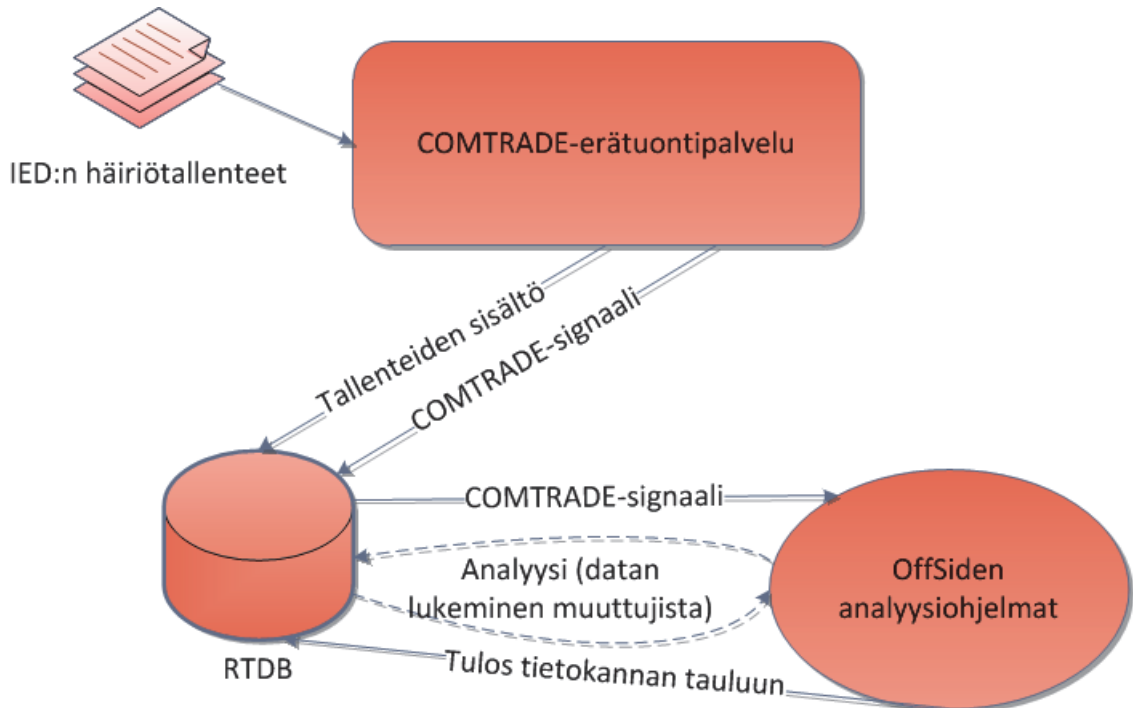 COMTRADE-erätuontipalvelu
IED:n häiriötallenteet
Tallenteiden sisältö
COMTRADE-signaali
COMTRADE-signaali
Analyysi (datan
lukeminen muuttujista)
OffSiden
analyysiohjelmat
RTDB
Tulos tietokannan tauluun